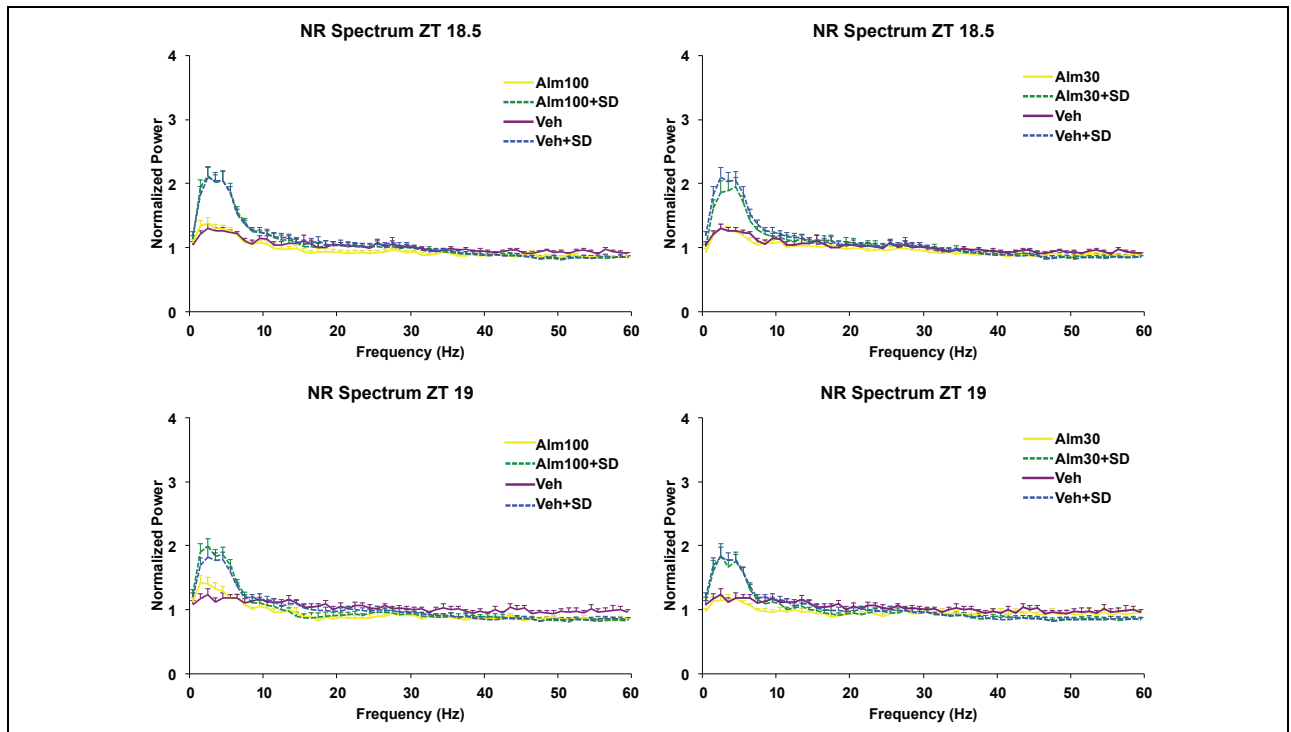 NR Spectrum ZT 18.5
4
3
2
1
0
Normalized Power
Alm100
Alm100+SD
Veh
Veh+SD
0 10 20 30 40 50 60
Frequency (Hz)
NR Spectrum ZT 18.5
4
3
2
1
0
Normalized Power
Alm30
Alm30+SD
Veh
Veh+SD
0 10 20 30 40 50 60
Frequency (Hz)
NR Spectrum ZT 19
4
3
2
1
0
Normalized Power
Alm100
Alm100+SD
Veh
Veh+SD
0 10 20 30 40 50 60
Frequency (Hz)
NR Spectrum ZT 19
4
3
2
1
0
Normalized Power
Alm30
Alm30+SD
Veh
Veh+SD
0 10 20 30 40 50 60
Frequency (Hz)